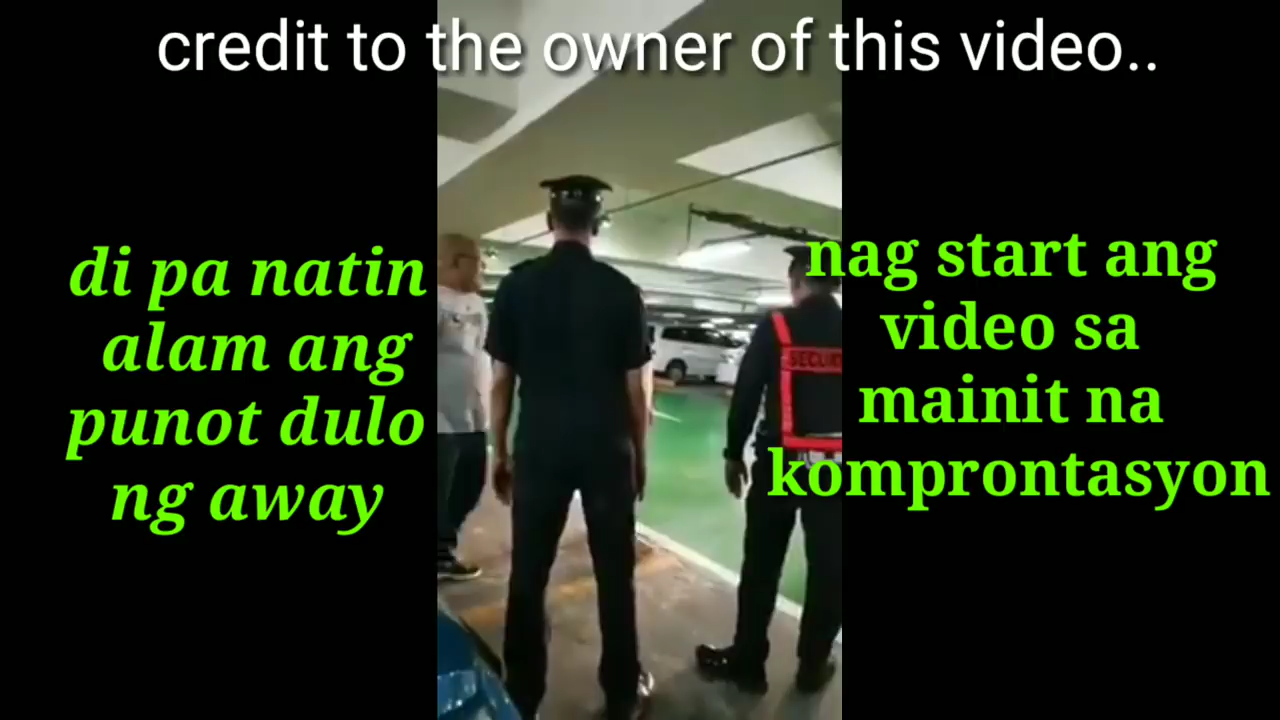 credit to the owner of this video..
di pa natin
alam ang
punot dulo
ng away
nag start ang
video sa
mainit na
komprontasyon
SECURITY